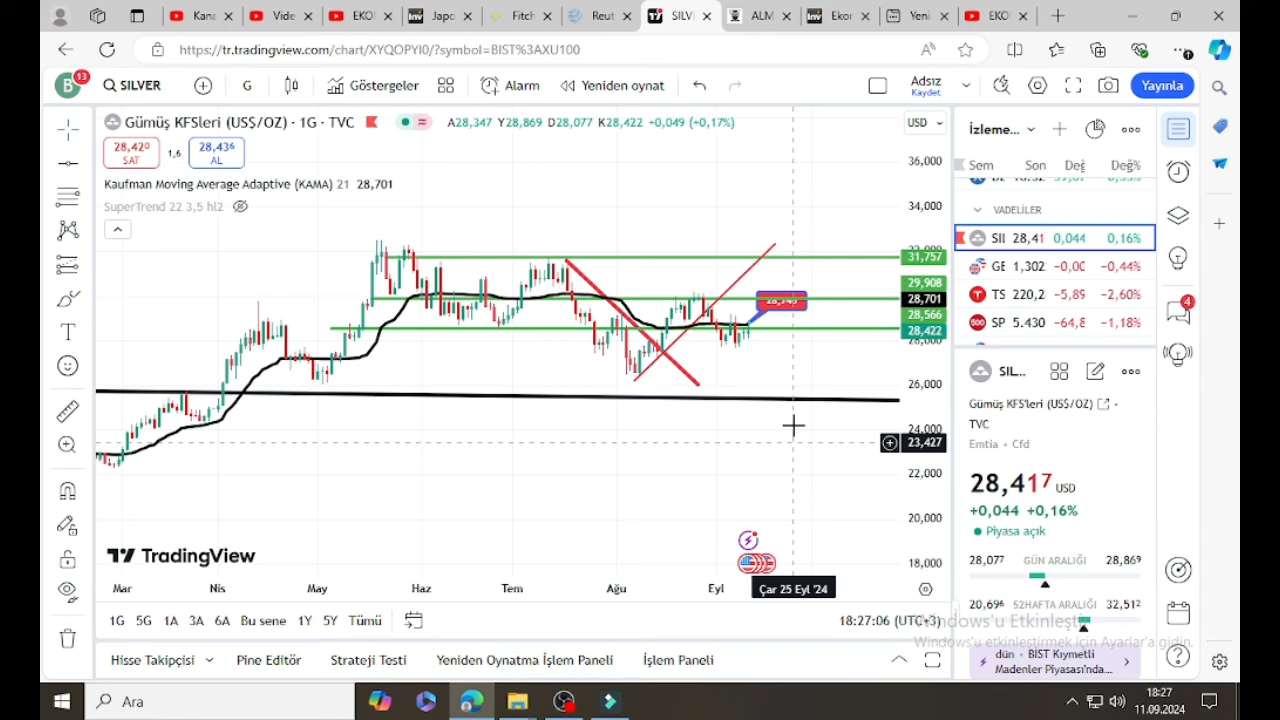 Kana
Vide
EKO
Japo
Fitch
Reut
SILVI
ALM
Ekor
Yeni
EKO
https://tr.tradingview.com/chart/XYQOPYI0/?symbol=BIST%3AXU100
B
13
SILVER
G
Göstergeler
Alarm
Yeniden oynat
Adsız
Kaydet
Yayınla
Gümüş KFSleri (US$/OZ) · 1G · TVC
A28,347 Y28,869 D28,077 K28,422 +0,049 (+0,17%)
USD
28,420
SAT
1,6
28,436
AL
Kaufman Moving Average Adaptive (KAMA) 21 28,701
SuperTrend 22 3,5 hl2
36,000
34,000
31,757
29,908
28,701
28,566
28,422
26,000
24,000
23,427
22,000
20,000
18,000
TradingView
Mar
Nis
May
Haz
Tem
Ağu
Eyl
Çar 25 Eyl '24
1G 5G 1A 3A 6A Bu sene 1Y 5Y Tümü
18:27:06 (UTC+3)
Hisse Takipçisi
Pine Editör
Strateji Testi
Yeniden Oynatma İşlem Paneli
İşlem Paneli
İzleme...
Sem Son Değ Değ%
VADELİLER
SII 28,41 0,044 0,16%
GE 1,302 -0,00 -0,44%
TS 220,2 -5,89 -2,60%
SP 5.430 -64,8 -1,18%
SIL...
Gümüş KFS'leri (US$/OZ)
TVC
Emtia • Cfd
28,417 USD
+0,044 +0,16%
Piyasa açık
28,077 GÜN ARALIĞI 28,869
20,696 52HAFTA ARALIĞI 32,512
Windows'u Etkinleştir
Windows'u etkinleştirmek için Ayarlar'a gidin.
dün • BIST Kıymetli
Madenler Piyasası'nda...
4
Ara
18:27
11.09.2024